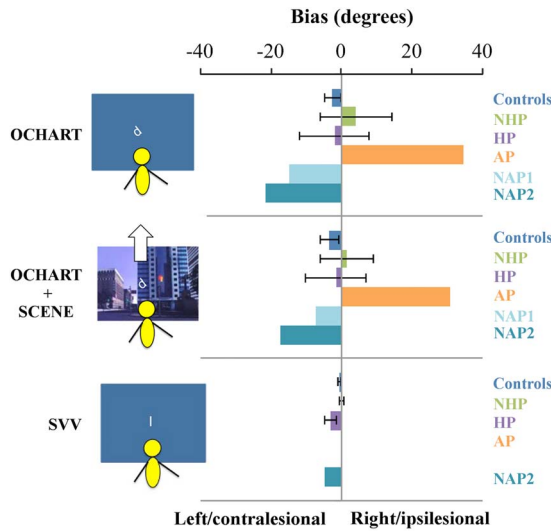 Bias (degrees)
-40 -20 0 20 40
OCHART
Controls
NHP
HP
AP
NAP1
NAP2
OCHART
+
SCENE
Controls
NHP
HP
AP
NAP1
NAP2
SVV
Controls
NHP
HP
AP
NAP2
Left/contralesional Right/ipsilesional